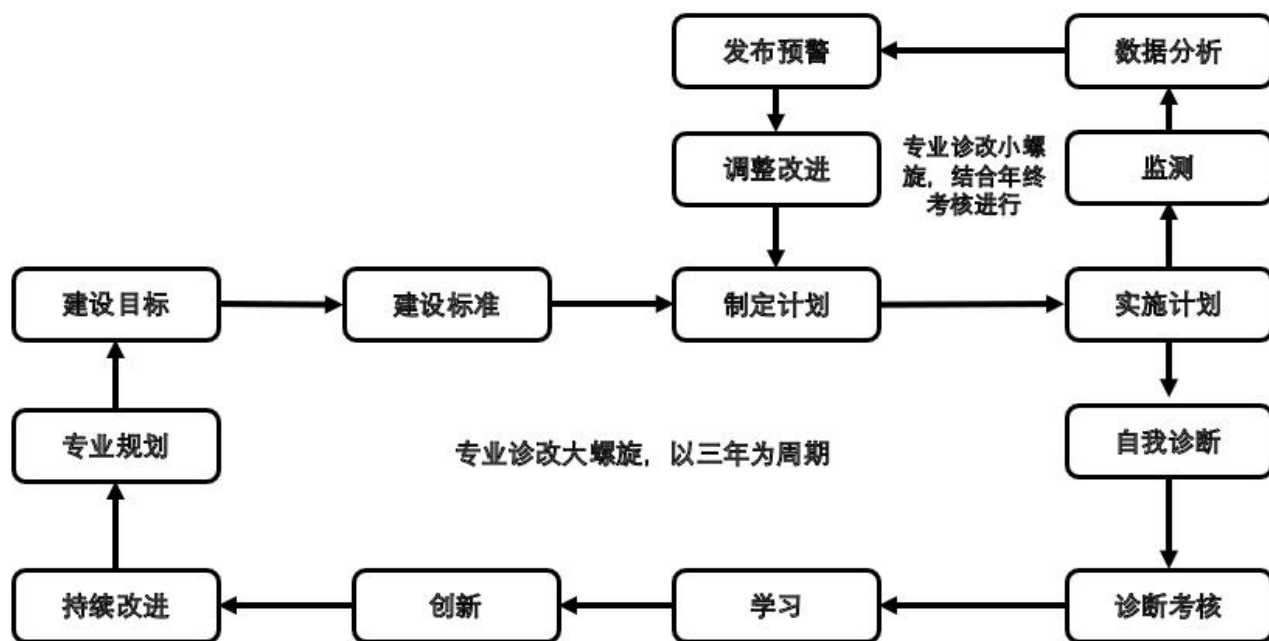 发布预警
数据分析
调整改进
专业诊改小螺
旋，结合年终
考核进行
监测
建设目标
建设标准
制定计划
实施计划
专业规划
专业诊改大螺旋，以三年为周期
自我诊断
持续改进
创新
学习
诊断考核